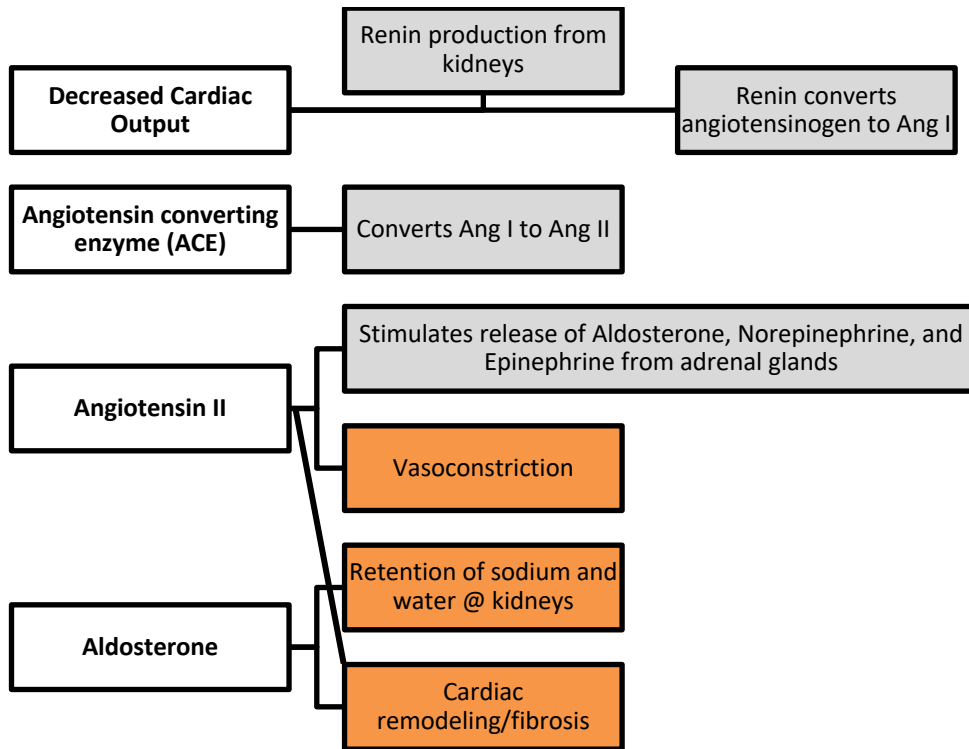 Renin production from
kidneys
Decreased Cardiac
Output
Renin converts
angiotensinogen to Ang I
Angiotensin converting
enzyme (ACE)
Converts Ang I to Ang II
Stimulates release of Aldosterone, Norepinephrine, and
Epinephrine from adrenal glands
Angiotensin II
Vasoconstriction
Retention of sodium and
water @ kidneys
Aldosterone
Cardiac
remodeling/fibrosis